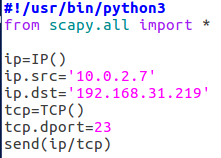 #!/usr/bin/python3
from scapy.all import *

ip=IP()
ip.src='10.0.2.7'
ip.dst='192.168.31.219'
tcp=TCP()
tcp.dport=23
send(ip/tcp)